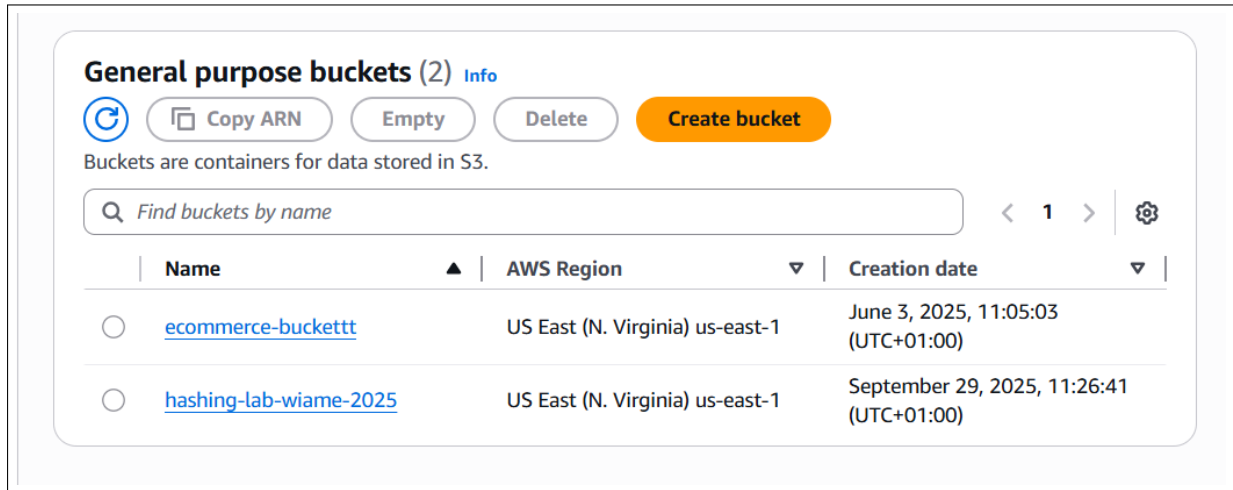 General purpose buckets (2) Info
Copy ARN Empty Delete Create bucket
Buckets are containers for data stored in S3.
Find buckets by name 1
Name AWS Region Creation date
ecommerce-buckettt US East (N. Virginia) us-east-1 June 3, 2025, 11:05:03
(UTC+01:00)
hashing-lab-wiame-2025 US East (N. Virginia) us-east-1 September 29, 2025, 11:26:41
(UTC+01:00)